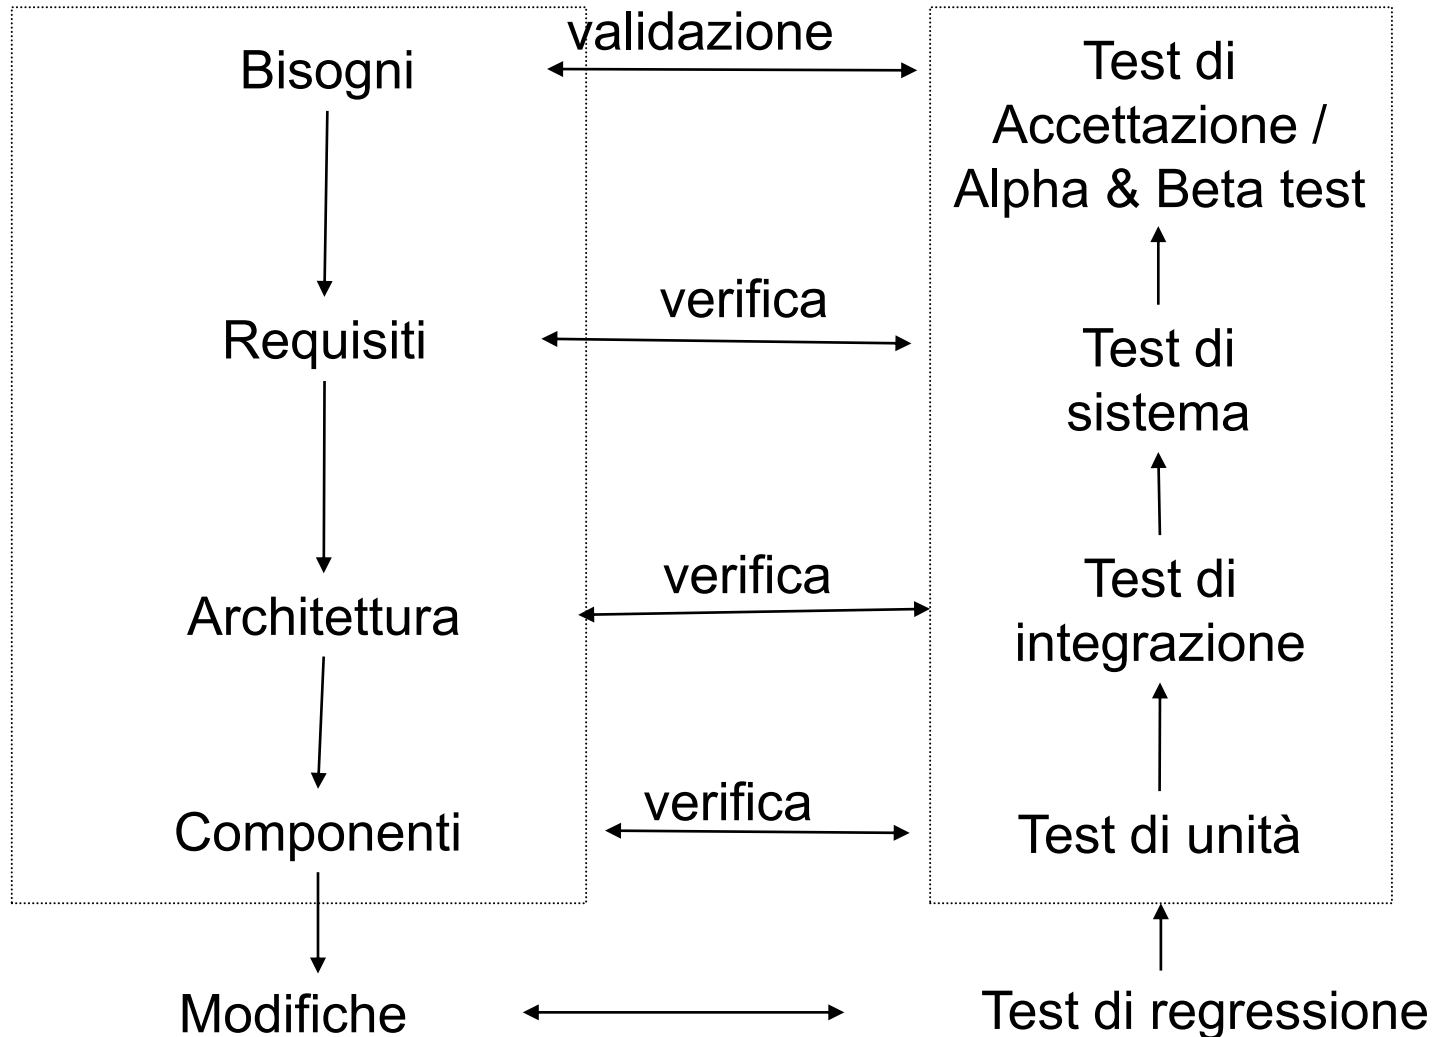 validazione
Bisogni
Test di
Accettazione /
Alpha & Beta test
verifica
Requisiti
Test di
sistema
verifica
Architettura
Test di
integrazione
verifica
Componenti
Test di unità
Modifiche
Test di regressione